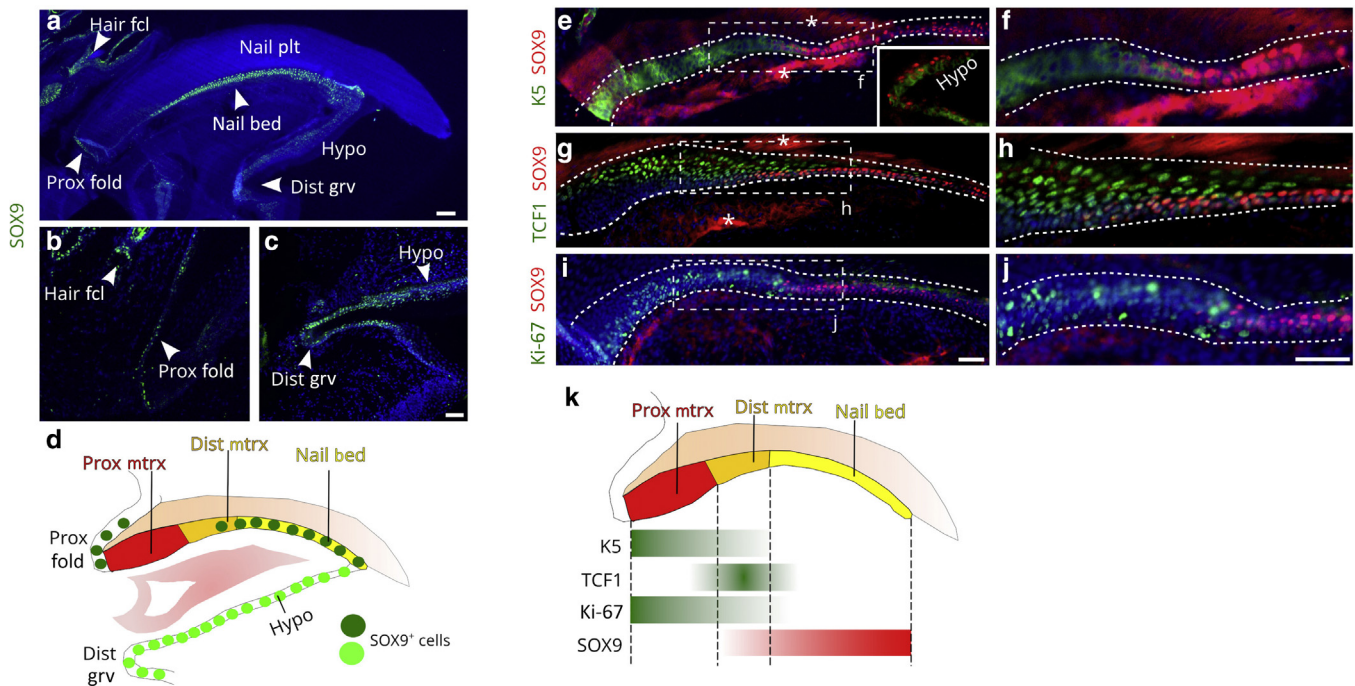 a
Hair fcl
Nail plt
Nail bed
Hypo
Prox fold
Dist grv
SOX9
b
Hair fcl
Prox fold
c
Hypo
Dist grv
d
Dist mtrx
Prox mtrx
Nail bed
Prox fold
Hypo
SOX9+ cells
Dist grv
e
K5 SOX9
*
*
f
Hypo
f
g
TCF1 SOX9
*
*
h
h
i
Ki-67 SOX9
j
j
k
Prox mtrx
Dist mtrx
Nail bed
K5
TCF1
Ki-67
SOX9